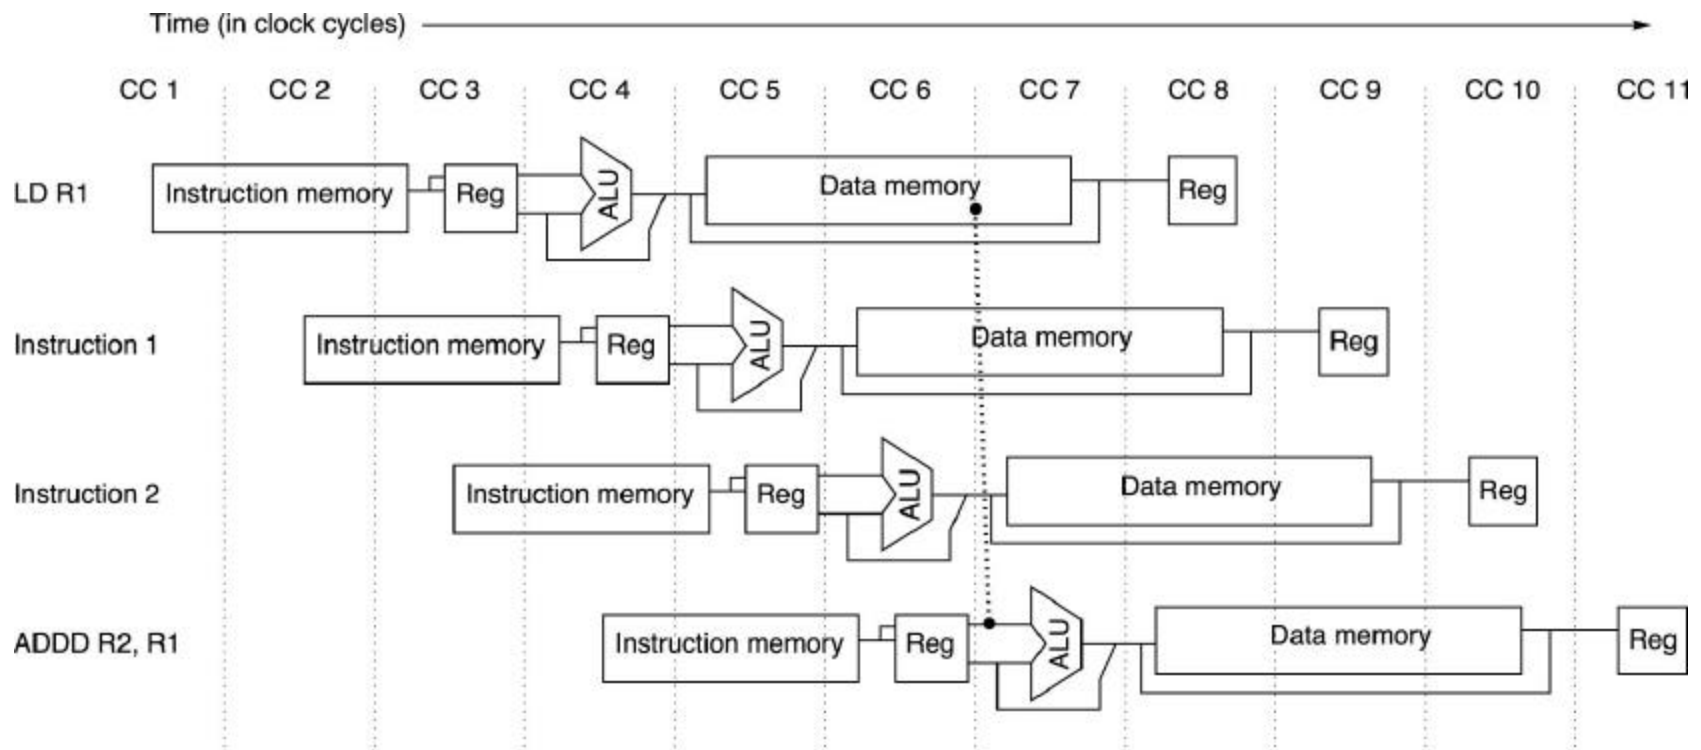 Time (in clock cycles)
CC 1 CC 2 CC 3 CC 4 CC 5 CC 6 CC 7 CC 8 CC 9 CC 10 CC 11
LD R1 Instruction memory Reg ALU Data memory Reg
Instruction 1 Instruction memory Reg ALU Data memory Reg
Instruction 2 Instruction memory Reg ALU Data memory Reg
ADDD R2, R1 Instruction memory Reg ALU Data memory Reg